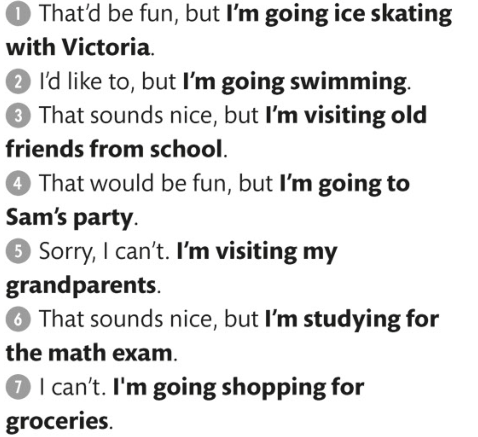 1 That’d be fun, but I’m going ice skating
with Victoria.
2 I’d like to, but I’m going swimming.
3 That sounds nice, but I’m visiting old
friends from school.
4 That would be fun, but I’m going to
Sam’s party.
5 Sorry, I can’t. I’m visiting my
grandparents.
6 That sounds nice, but I’m studying for
the math exam.
7 I can’t. I'm going shopping for
groceries.